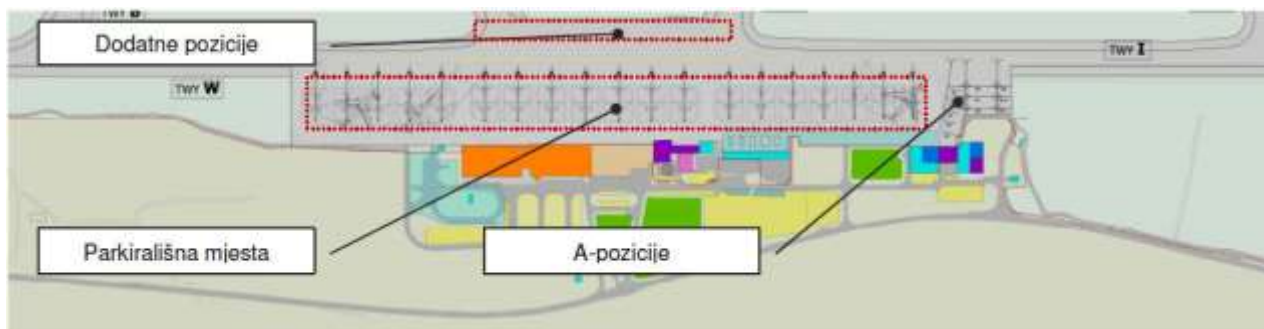 Dodatne pozicije
TWY I
TWY W
Parkirališna mjesta
A-pozicije